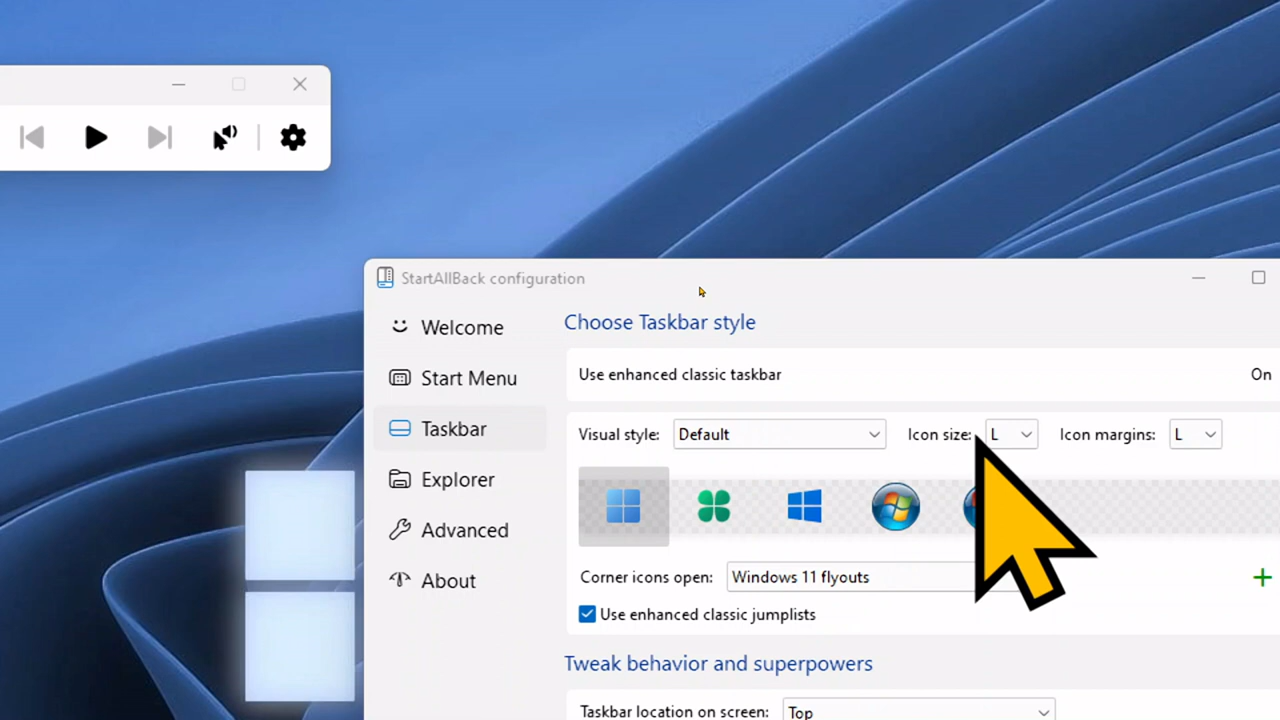 StartAllBack configuration
Welcome
Start Menu
Taskbar
Explorer
Advanced
About
Choose Taskbar style
Use enhanced classic taskbar
On
Visual style: Default
Icon size: L
Icon margins: L
Corner icons open: Windows 11 flyouts
Use enhanced classic jumplists
Tweak behavior and superpowers
Taskbar location on screen: Top